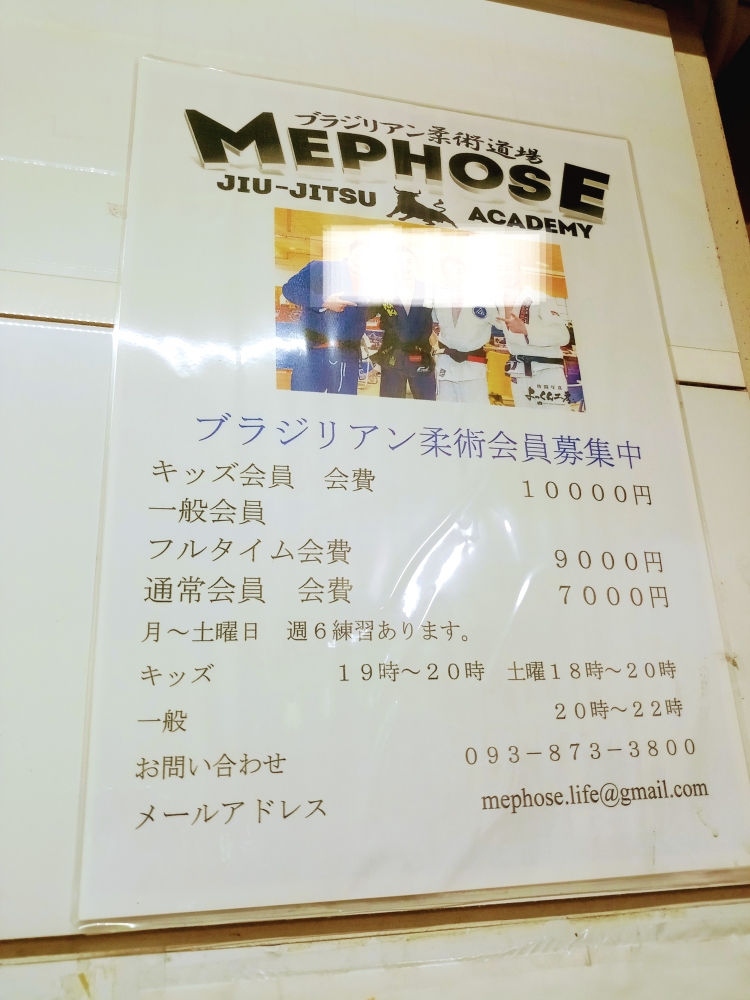 ブラジリアン柔術道場
MEPHOSE
JIU-JITSU ACADEMY
ブラジリアン柔術会員募集中
キッズ会員 会費 10000円
一般会員
フルタイム会費 9000円
通常会員 会費 7000円
月～土曜日 週6練習あります。
キッズ 19時～20時 土曜18時～20時
一般 20時～22時
お問い合わせ 093－873－3800
メールアドレス mephose.life@gmail.com